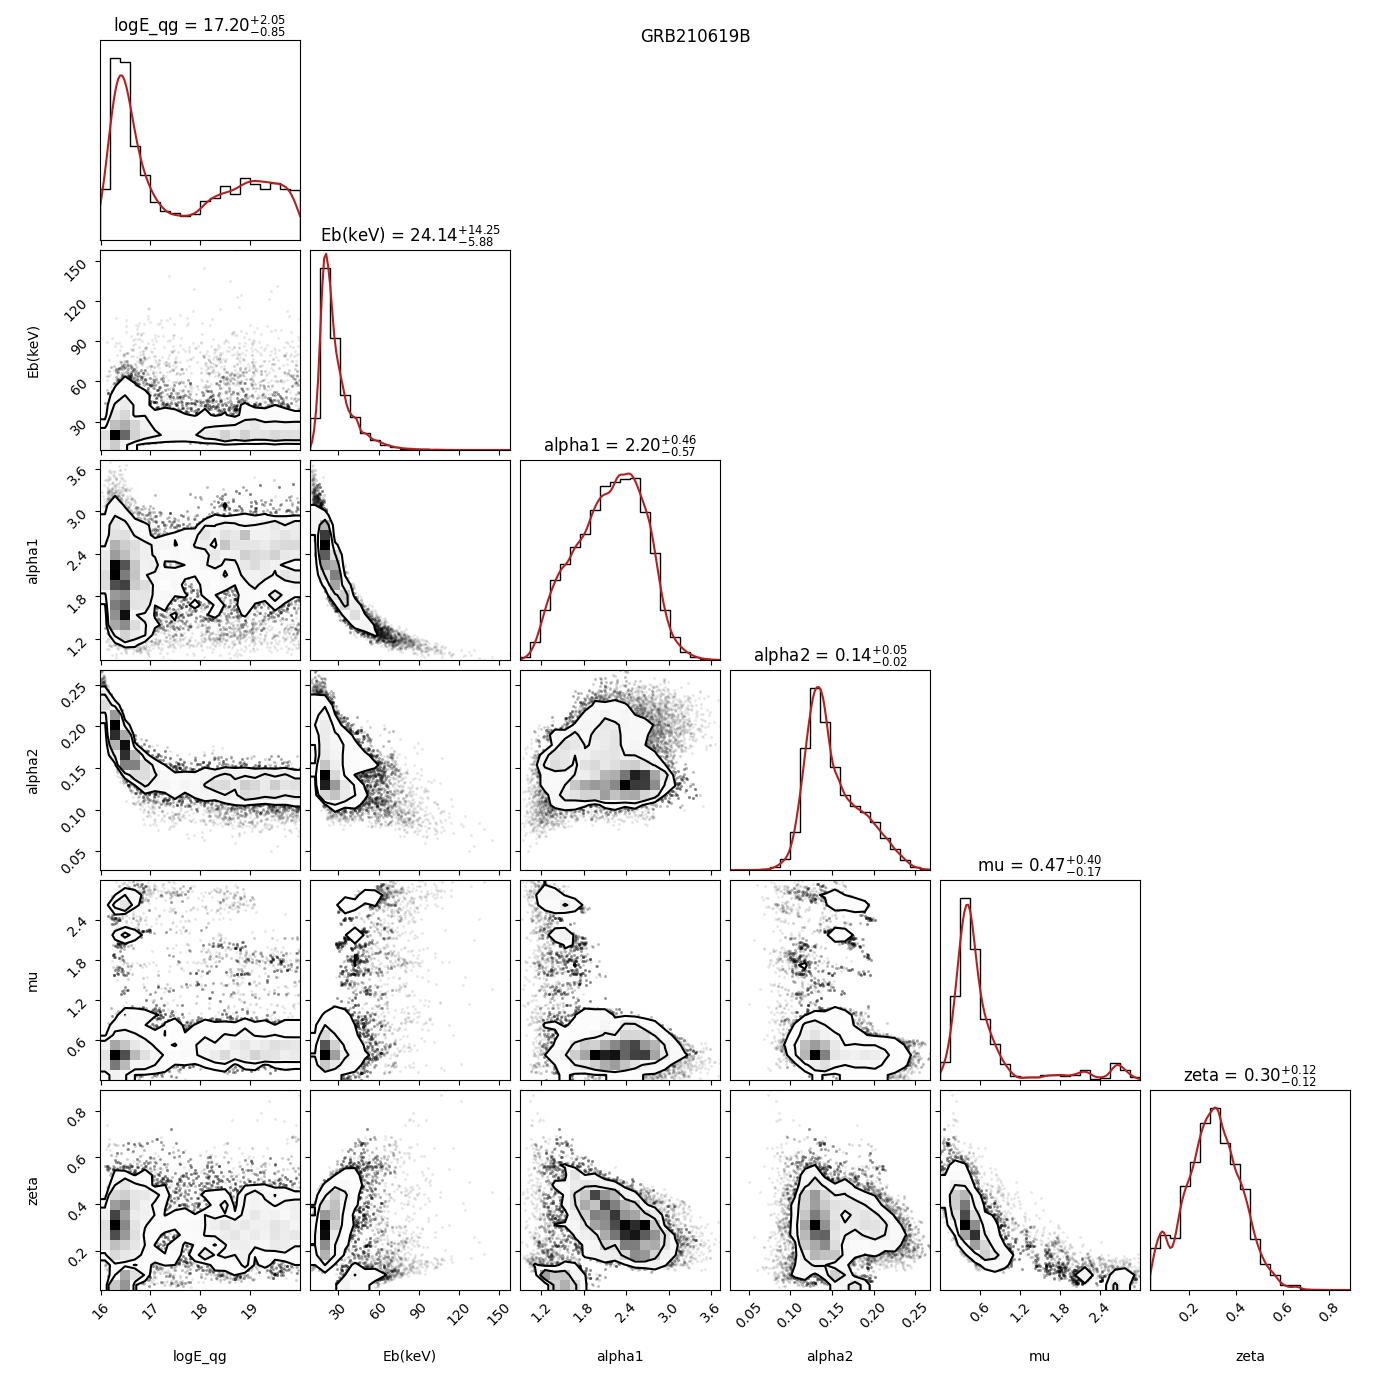 logE_qg = 17.20^{+2.05}_{−0.85}
GRB210619B
Eb(keV) = 24.14^{+14.25}_{−5.88}
150
120
90
60
30
Eb(keV)
alpha1 = 2.20^{+0.46}_{−0.57}
3.6
3.0
2.4
1.8
1.2
alpha1
alpha2 = 0.14^{+0.05}_{−0.02}
0.25
0.20
0.15
0.10
0.05
alpha2
mu = 0.47^{+0.40}_{−0.17}
2.4
1.8
1.2
0.6
mu
zeta = 0.30^{+0.12}_{−0.12}
0.8
0.6
0.4
0.2
zeta
16 17 18 19 30 60 90 120 150 1.2 1.8 2.4 3.0 3.6 0.05 0.10 0.15 0.20 0.25 0.6 1.2 1.8 2.4 0.2 0.4 0.6 0.8
logE_qg Eb(keV) alpha1 alpha2 mu zeta